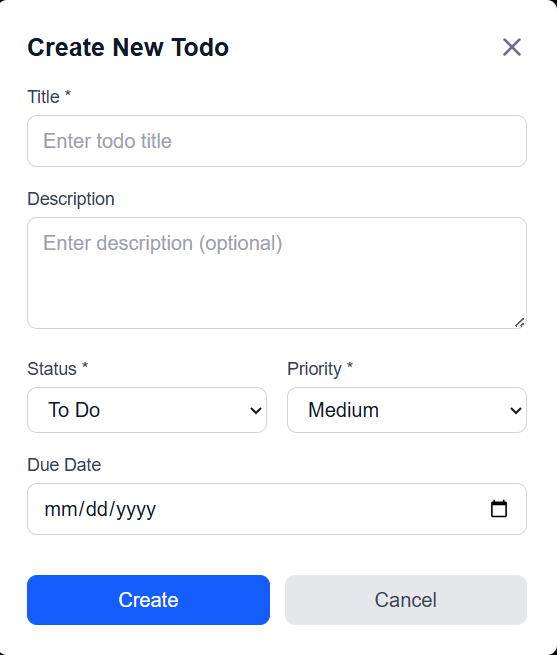 Create New Todo
Title *
Enter todo title
Description
Enter description (optional)
Status * Priority *
To Do Medium
Due Date
mm/dd/yyyy
Create Cancel